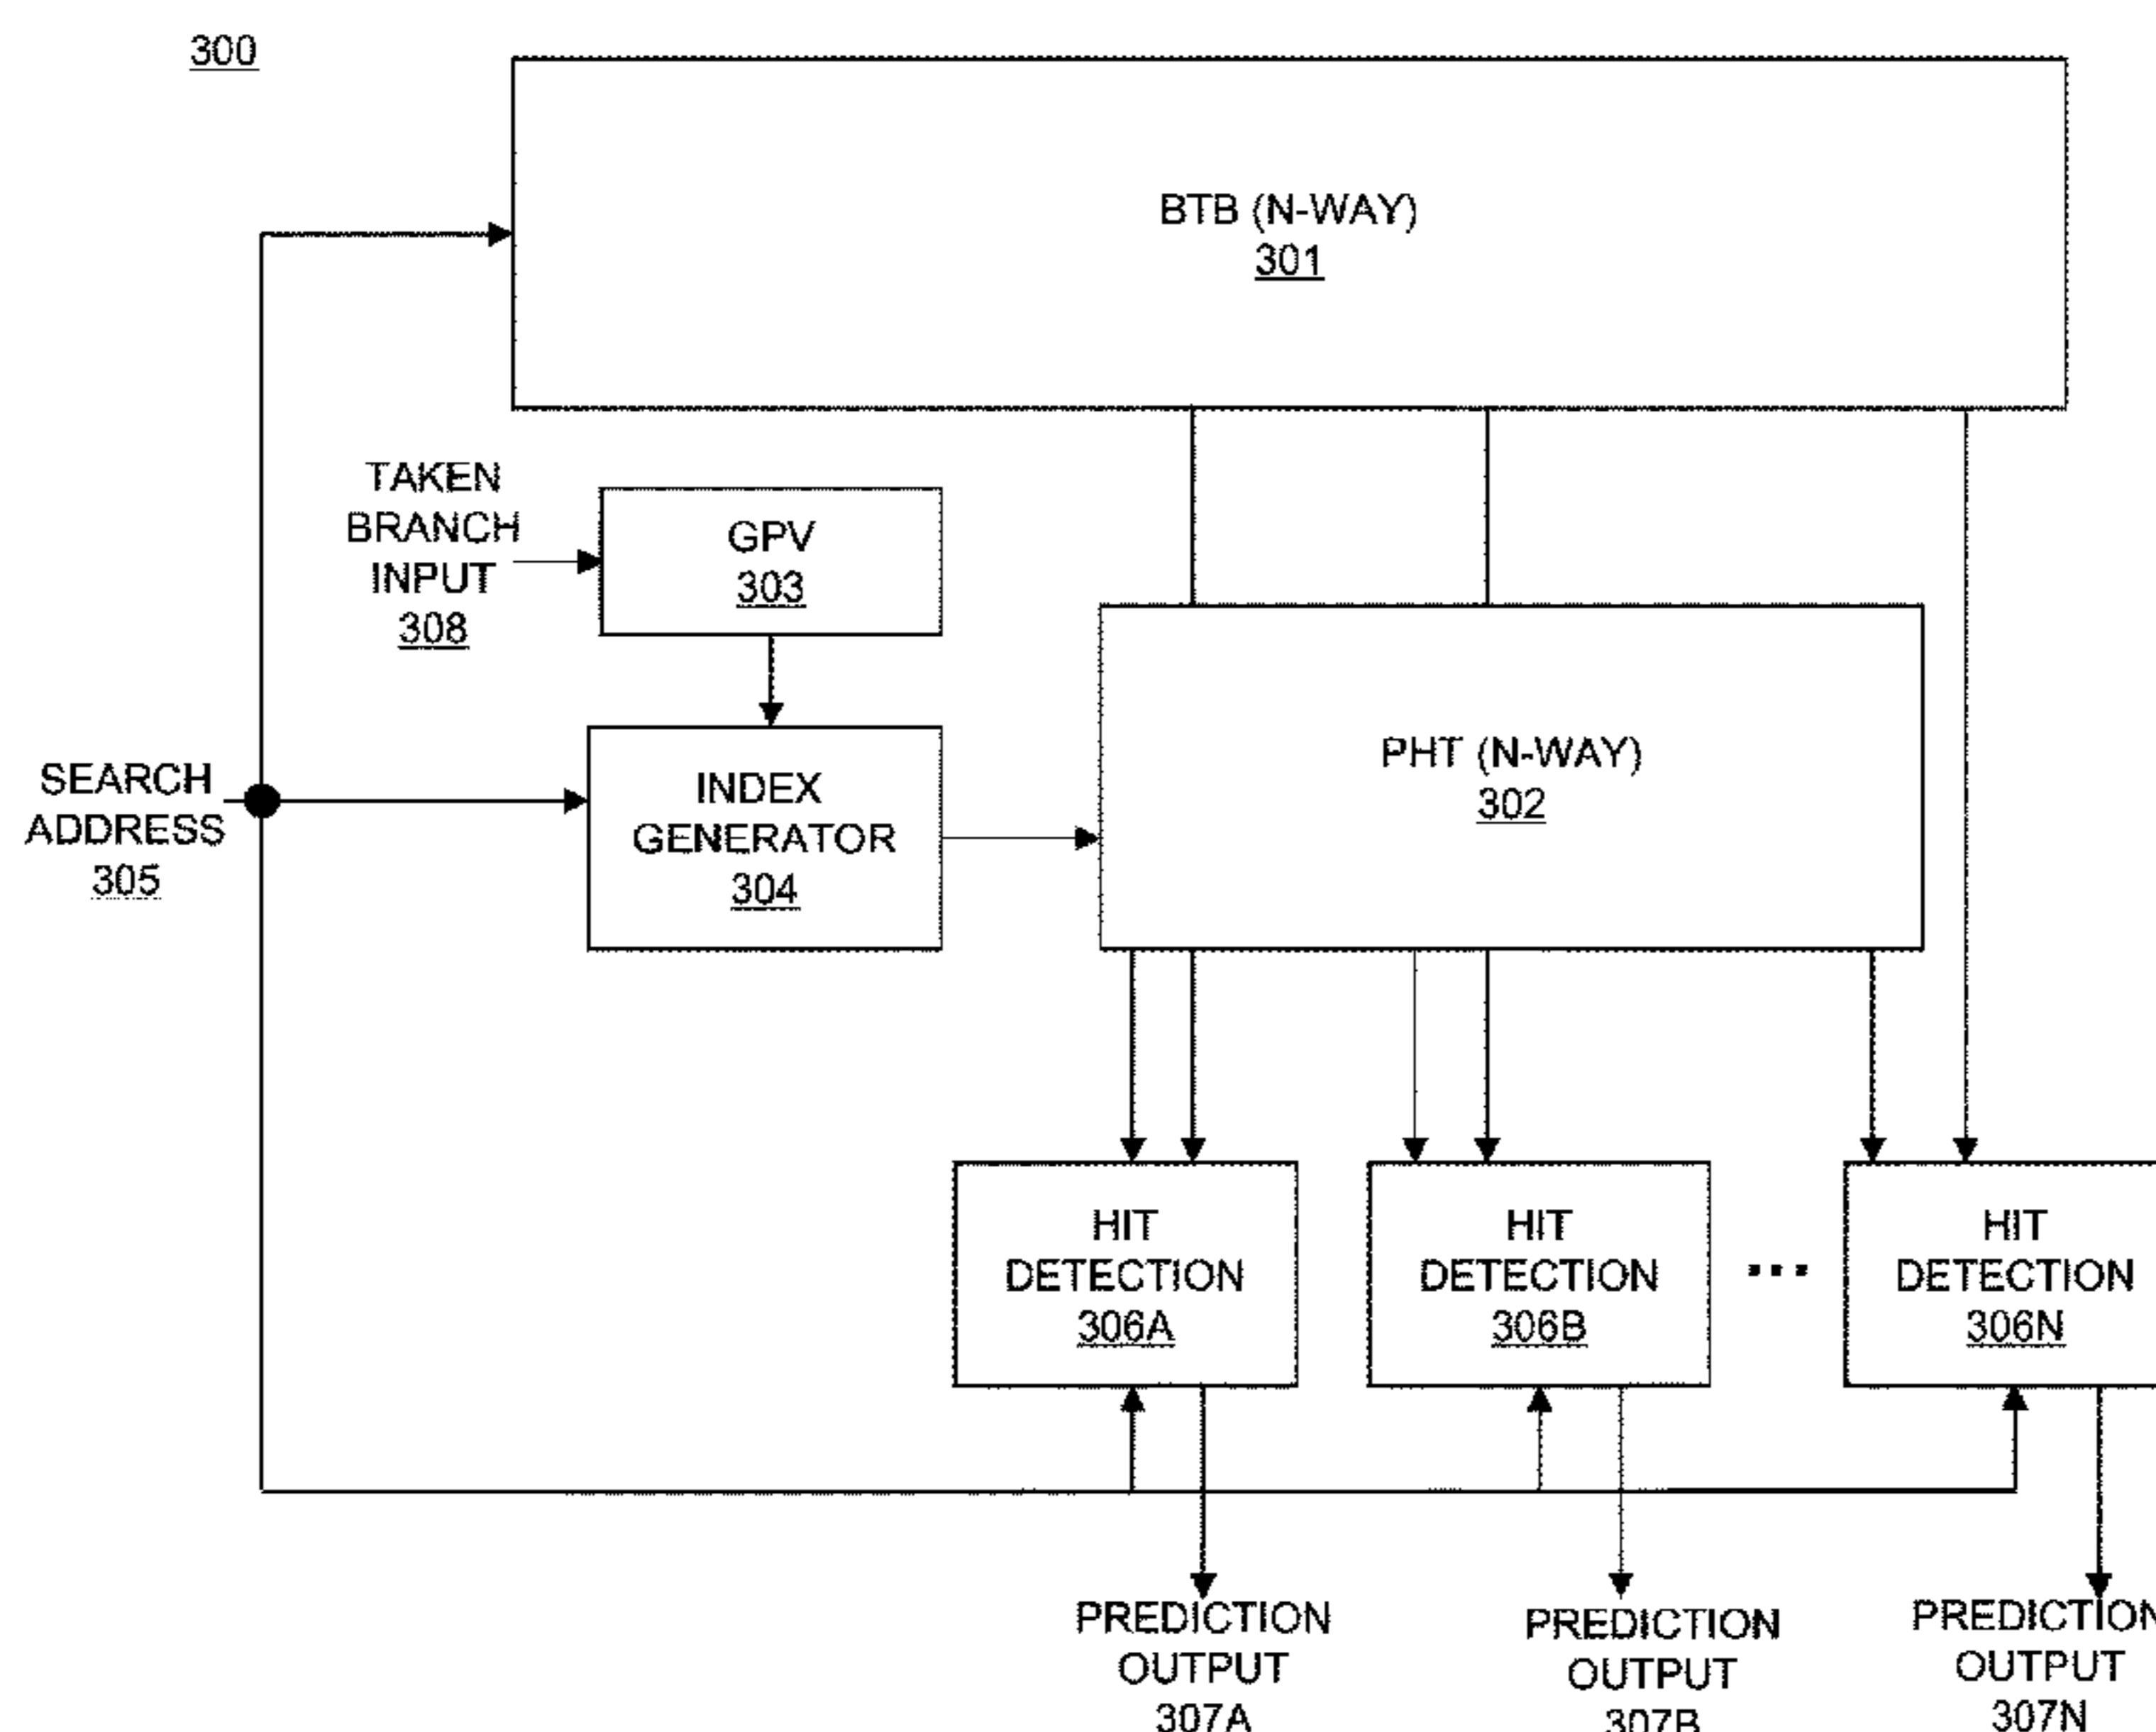 300
BTB (N-WAY)
301
TAKEN
BRANCH
INPUT
308
GPV
303
SEARCH
ADDRESS
305
INDEX
GENERATOR
304
PHT (N-WAY)
302
HIT
DETECTION
306A
HIT
DETECTION
306B
...
HIT
DETECTION
306N
PREDICTION
OUTPUT
307A
PREDICTION
OUTPUT
307B
PREDICTION
OUTPUT
307N